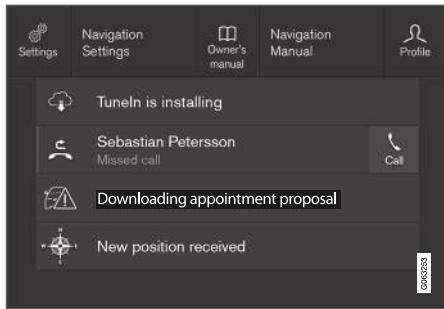 Settings
Navigation
Settings
Owner's
manual
Navigation
Manual
Profile
TuneIn is installing
Sebastian Petersson
Missed call
Call
Downloading appointment proposal
New position received
G063253